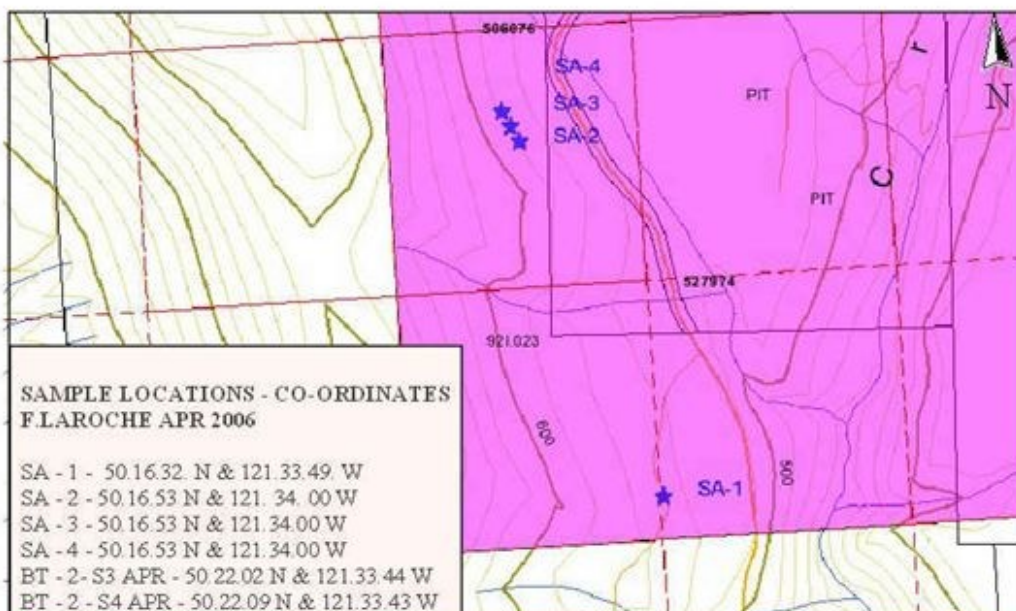 506076
SA-4
SA-3
SA-2
PIT
PIT
r
C
N
527974
921.023
600
500
SA-1
SAMPLE LOCATIONS - CO-ORDINATES
F.LAROCHE APR 2006
SA - 1 - 50.16.32. N & 121.33.49. W
SA - 2 - 50.16.53 N & 121. 34. 00 W
SA - 3 - 50.16.53 N & 121.34.00 W
SA - 4 - 50.16.53 N & 121.34.00 W
BT - 2 - S3 APR - 50.22.02 N & 121.33.44 W
BT - 2 - S4 APR - 50.22.09 N & 121.33.43 W